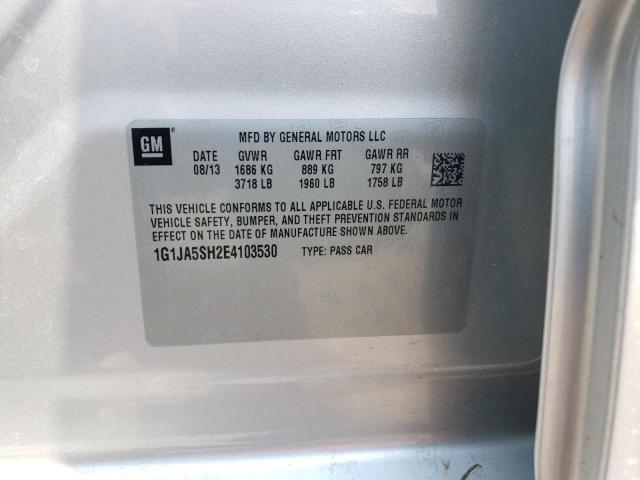 GM ®
MFD BY GENERAL MOTORS LLC
DATE GVWR GAWR FRT GAWR RR
08/13 1686 KG 889 KG 797 KG
3718 LB 1960 LB 1758 LB
THIS VEHICLE CONFORMS TO ALL APPLICABLE U.S. FEDERAL MOTOR
VEHICLE SAFETY, BUMPER, AND THEFT PREVENTION STANDARDS IN
EFFECT ON THE DATE OF MANUFACTURE SHOWN ABOVE.
1G1JA5SH2E4103530 TYPE: PASS CAR